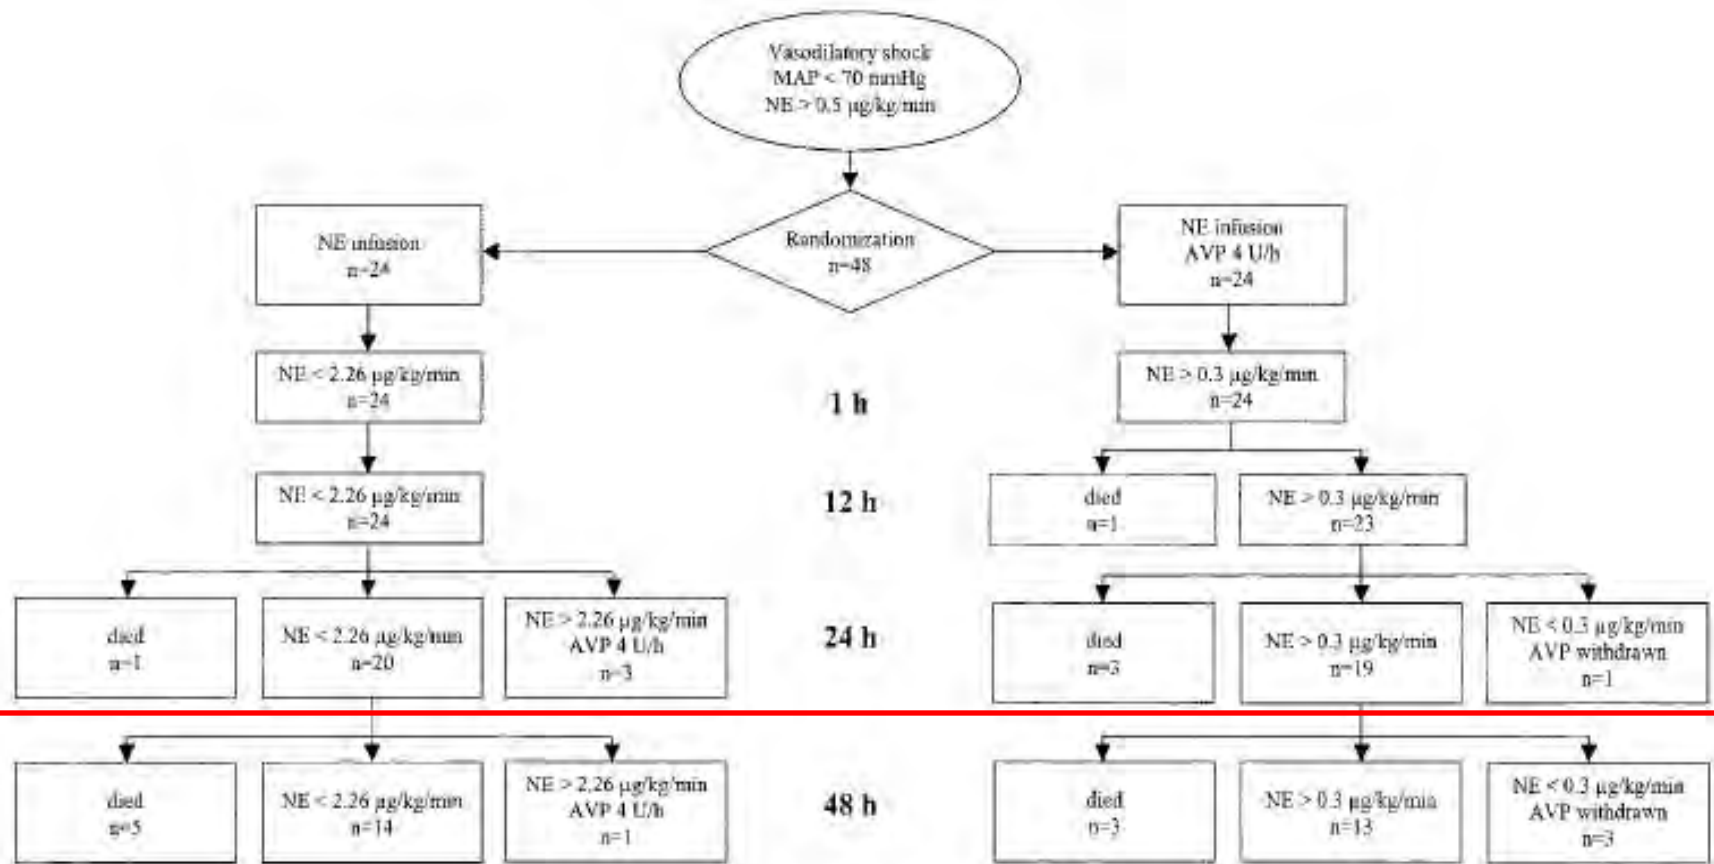 Vasodilatory shock
MAP < 70 mmHg
NE > 0.5 µg/kg/min
NE infusion
n=24
Randomization
n=48
NE infusion
AVP 4 U/h
n=24
NE < 2.26 µg/kg/min
n=24
1 h
NE > 0.3 µg/kg/min
n=24
NE < 2.26 µg/kg/min
n=24
12 h
died
n=1
NE > 0.3 µg/kg/min
n=23
died
n=1
NE < 2.26 µg/kg/min
n=20
NE > 2.26 µg/kg/min
AVP 4 U/h
n=3
24 h
died
n=3
NE > 0.3 µg/kg/min
n=19
NE < 0.3 µg/kg/min
AVP withdrawn
n=1
died
n=5
NE < 2.26 µg/kg/min
n=14
NE > 2.26 µg/kg/min
AVP 4 U/h
n=1
48 h
died
n=3
NE > 0.3 µg/kg/min
n=13
NE < 0.3 µg/kg/min
AVP withdrawn
n=3